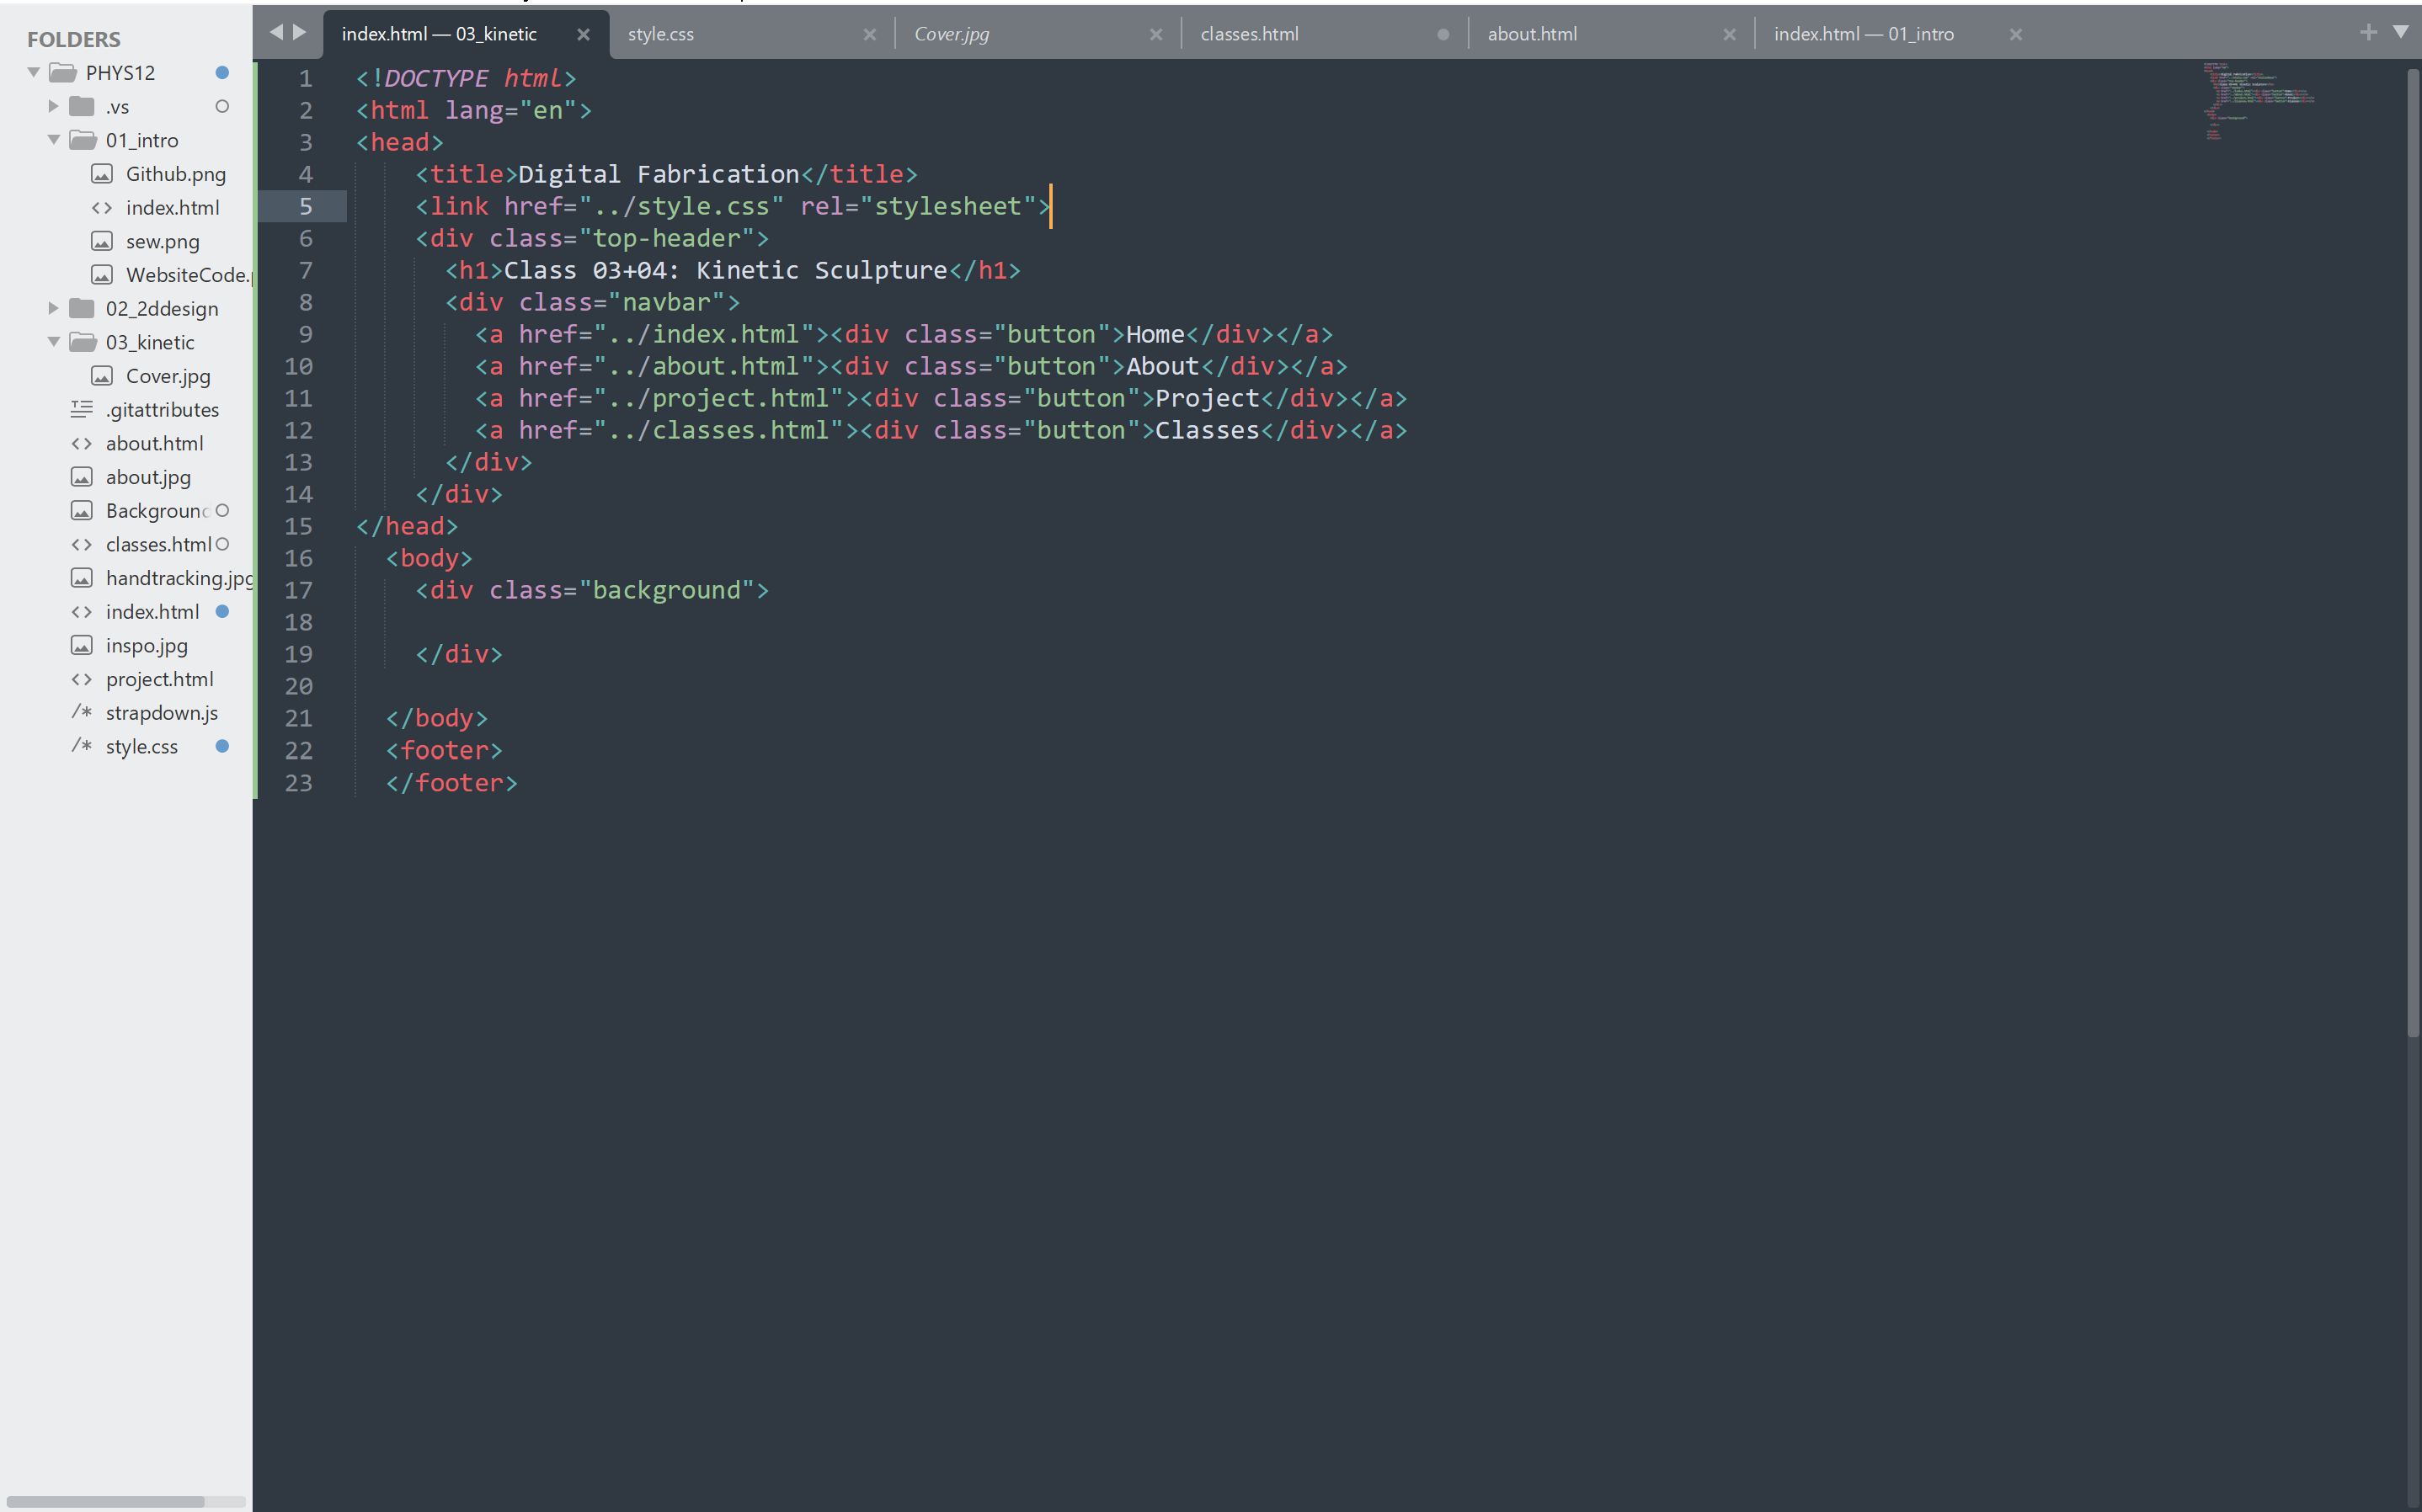 FOLDERS
PHYS12
.vs
01_intro
Github.png
index.html
sew.png
WebsiteCode.
02_2ddesign
03_kinetic
Cover.jpg
.gitattributes
about.html
about.jpg
Background
classes.html
handtracking.jpg
index.html
inspo.jpg
project.html
/* strapdown.js
/* style.css
index.html — 03_kinetic
style.css
Cover.jpg
classes.html
about.html
index.html — 01_intro
1 <!DOCTYPE html>
2 <html lang="en">
3 <head>
4 <title>Digital Fabrication</title>
5 <link href="../style.css" rel="stylesheet">
6 <div class="top-header">
7 <h1>Class 03+04: Kinetic Sculpture</h1>
8 <div class="navbar">
9 <a href="../index.html"><div class="button">Home</div></a>
10 <a href="../about.html"><div class="button">About</div></a>
11 <a href="../project.html"><div class="button">Project</div></a>
12 <a href="../classes.html"><div class="button">Classes</div></a>
13 </div>
14 </div>
15 </head>
16 <body>
17 <div class="background">
18
19 </div>
20
21 </body>
22 <footer>
23 </footer>